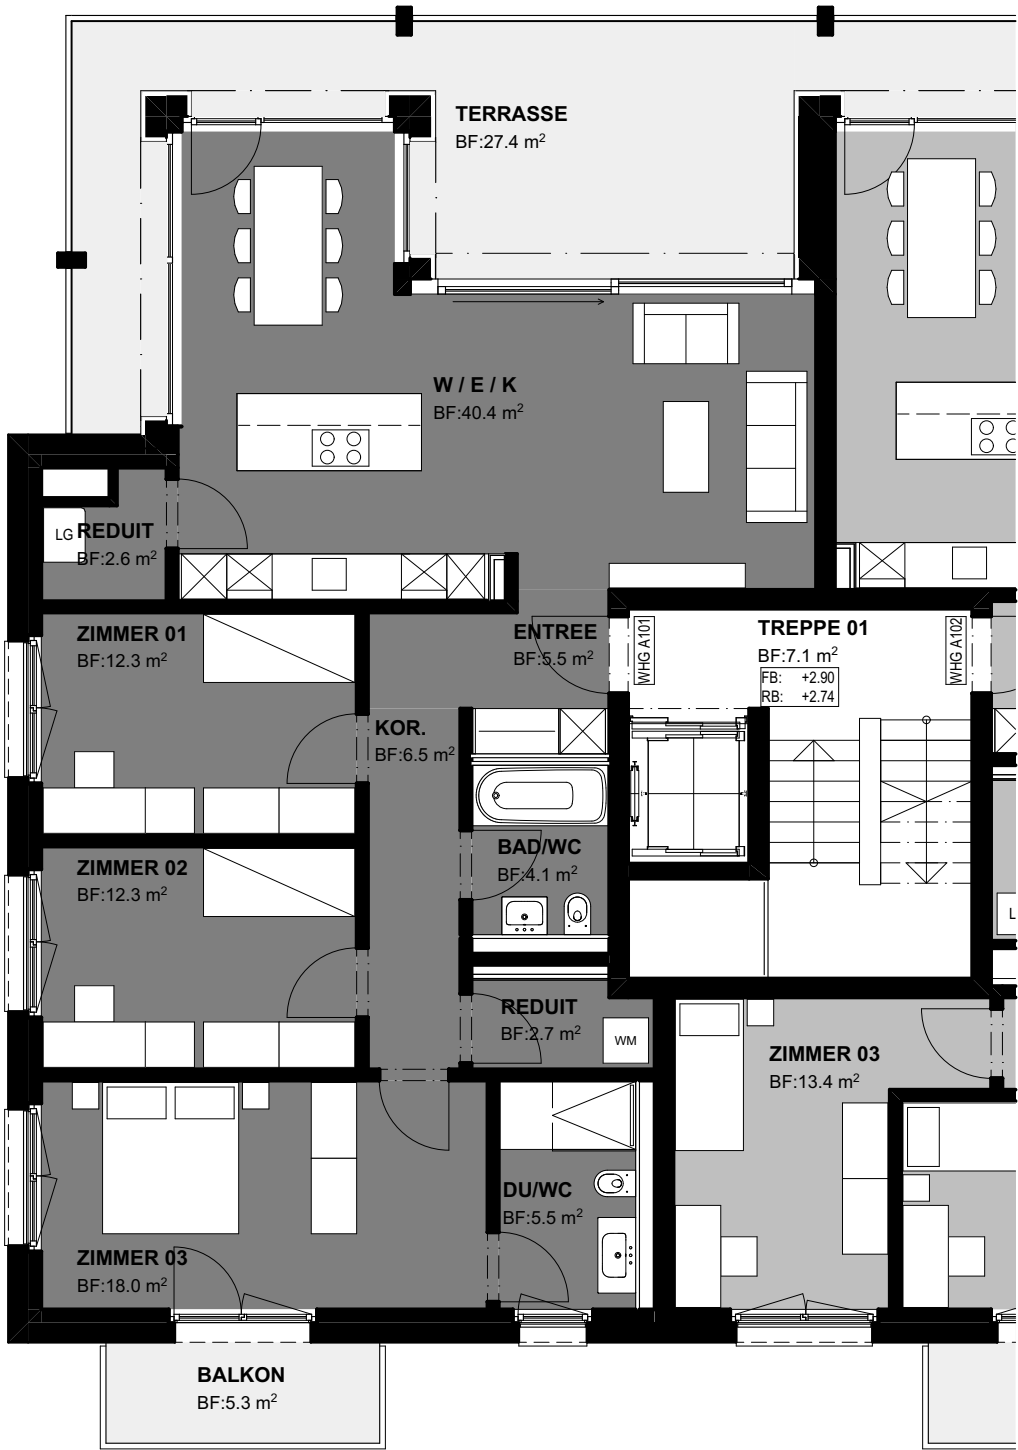 TERRASSE
BF:27.4 m²
W / E / K
BF:40.4 m²
LG
REDUIT
BF:2.6 m²
ZIMMER 01
BF:12.3 m²
ENTREE
BF:5.5 m²
WHG A101
TREPPE 01
BF:7.1 m²
FB: +2.90
RB: +2.74
WHG A102
KOR.
BF:6.5 m²
ZIMMER 02
BF:12.3 m²
BAD/WC
BF:4.1 m²
L
REDUIT
BF:2.7 m²
WM
ZIMMER 03
BF:13.4 m²
DU/WC
BF:5.5 m²
ZIMMER 03
BF:18.0 m²
BALKON
BF:5.3 m²